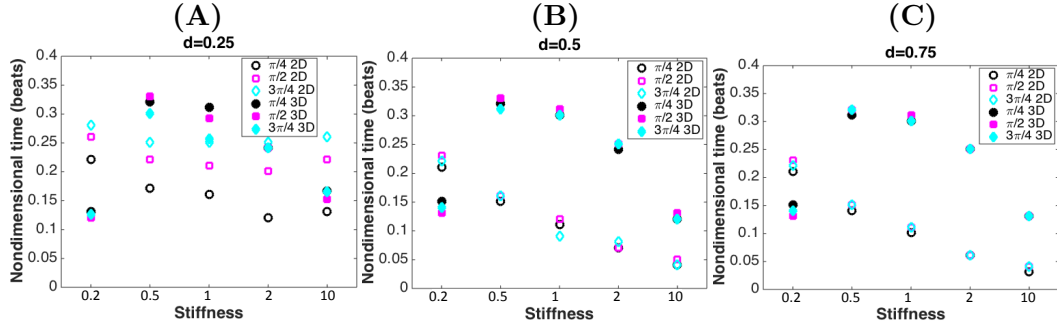 (A)
d=0.25
Nondimensional time (beats)
0.4
0.35
0.3
0.25
0.2
0.15
0.1
0.05
0
π/4 2D
π/2 2D
3π/4 2D
π/4 3D
π/2 3D
3π/4 3D
0.2 0.5 1 2 10
Stiffness
(B)
d=0.5
Nondimensional time (beats)
0.4
0.35
0.3
0.25
0.2
0.15
0.1
0.05
0
π/4 2D
π/2 2D
3π/4 2D
π/4 3D
π/2 3D
3π/4 3D
0.2 0.5 1 2 10
Stiffness
(C)
d=0.75
Nondimensional time (beats)
0.4
0.35
0.3
0.25
0.2
0.15
0.1
0.05
0
π/4 2D
π/2 2D
3π/4 2D
π/4 3D
π/2 3D
3π/4 3D
0.2 0.5 1 2 10
Stiffness